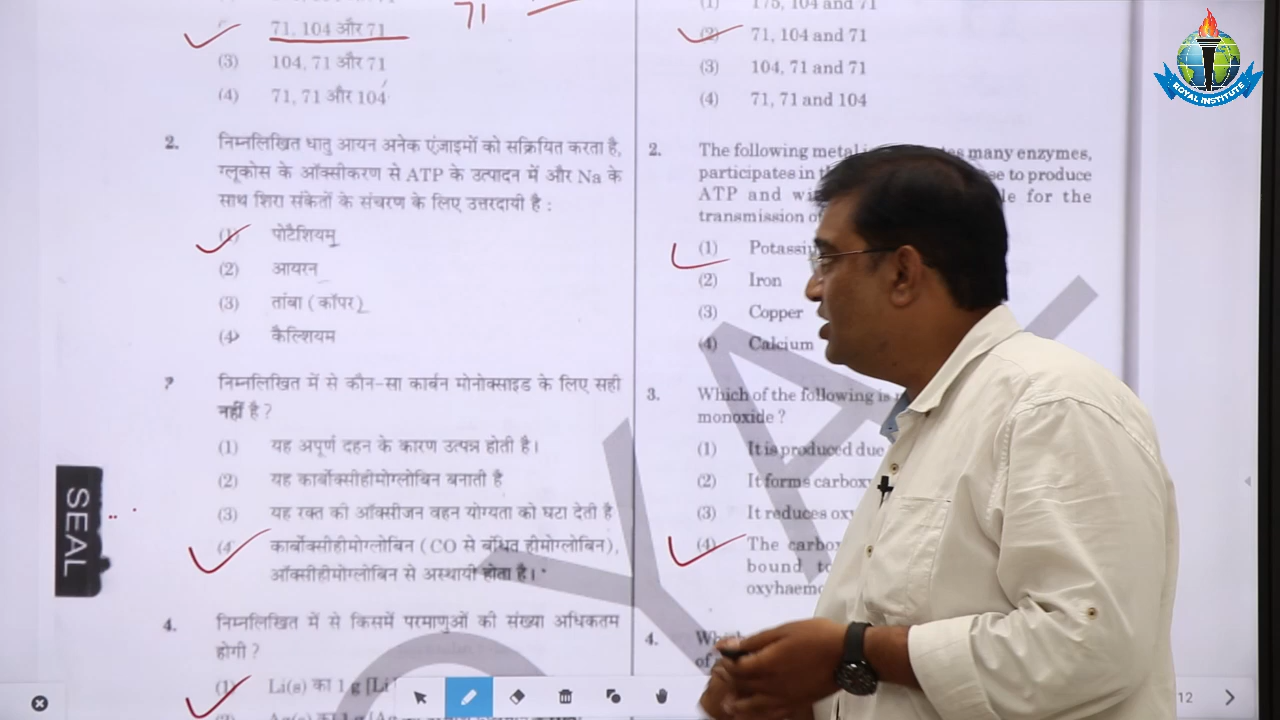 71, 104 और 71
(3) 104, 71 और 71
(4) 71, 71 और 104
2. निम्नलिखित धातु आयन अनेक एंज़ाइमों को सक्रियित करता है,
ग्लूकोस के ऑक्सीकरण से ATP के उत्पादन में और Na के
साथ शिरा संकेतों के संचरण के लिए उत्तरदायी है :
(1) पोटैशियम
(2) आयरन
(3) तांबा (कॉपर)
(4) कैल्शियम
निम्नलिखित में से कौन-सा कार्बन मोनोक्साइड के लिए सही
नहीं है ?
(1) यह अपूर्ण दहन के कारण उत्पन्न होती है।
(2) यह कार्बोक्सीहीमोग्लोबिन बनाती है
(3) यह रक्त की ऑक्सीजन वहन योग्यता को घटा देती है
(4) कार्बोक्सीहीमोग्लोबिन (CO से बंधित हीमोग्लोबिन),
ऑक्सीहीमोग्लोबिन से अस्थायी होता है।
4. निम्नलिखित में से किसमें परमाणुओं की संख्या अधिकतम
होगी ?
(1) Li(s) का 1 g [Li
71
(1) 175, 104 and 71
(2) 71, 104 and 71
(3) 104, 71 and 71
(4) 71, 71 and 104
2. The following metal many enzymes,
participates in to produce
ATP and for the
transmission
(1)
(2) Iron
(3) Copper
(4) Calcium
3. Which of the following is
monoxide ?
(1) It is produced due
(2) It forms
(3) It reduces
(4) The
bound
4.
of
SEAL
ROYAL INSTITUTE
12